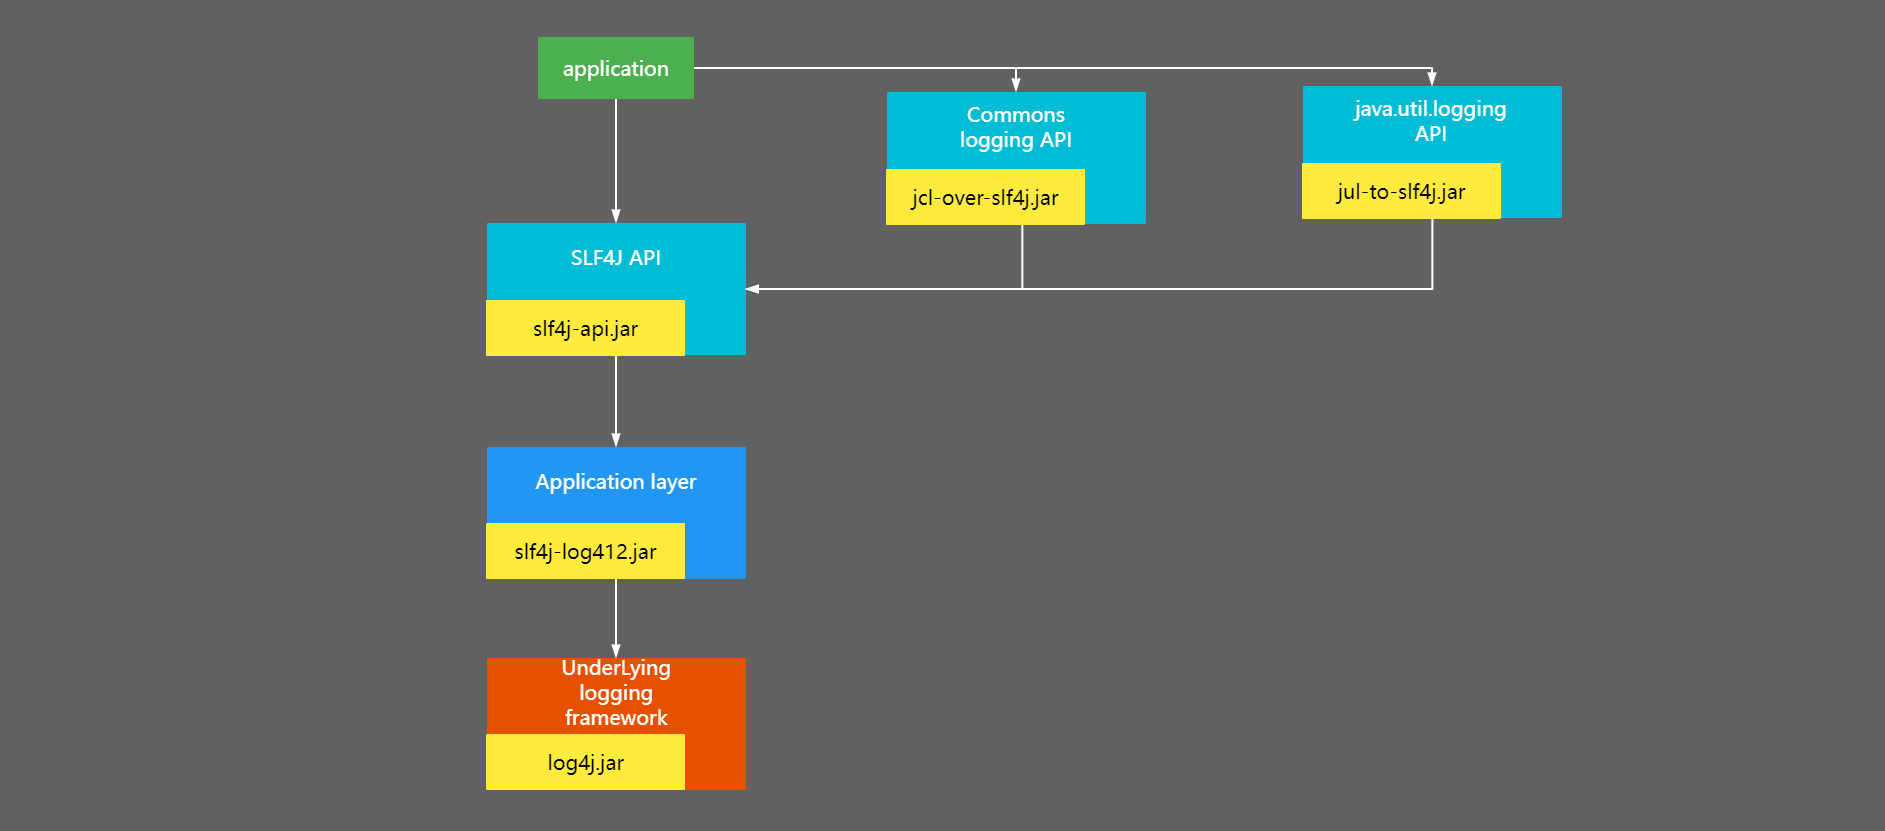 application
Commons
logging API
jcl-over-slf4j.jar
java.util.logging
API
jul-to-slf4j.jar
SLF4J API
slf4j-api.jar
Application layer
slf4j-log412.jar
UnderLying
logging
framework
log4j.jar